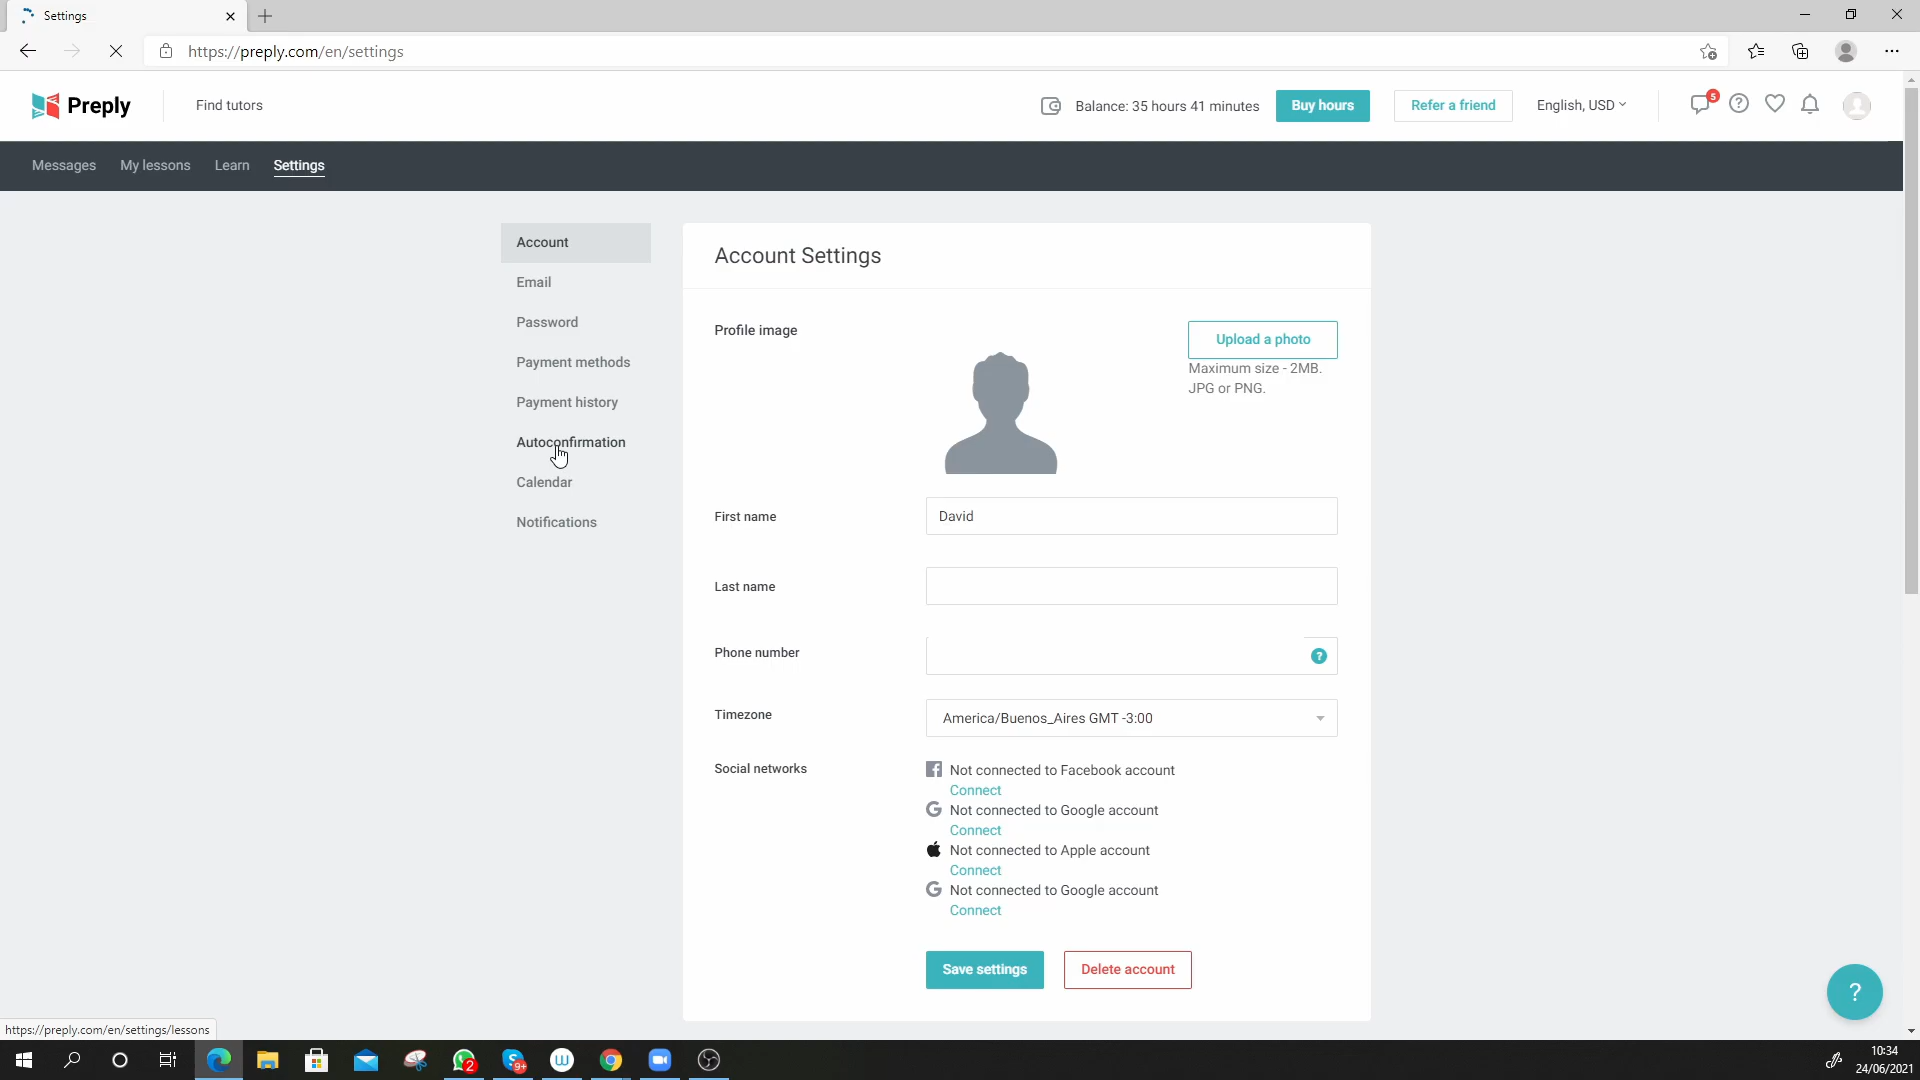 Settings
https://preply.com/en/settings
Preply
Find tutors
Balance: 35 hours 41 minutes
Buy hours
Refer a friend
English, USD
5
Messages
My lessons
Learn
Settings
Account
Email
Password
Payment methods
Payment history
Autoconfirmation
Calendar
Notifications
Account Settings
Profile image
Upload a photo
Maximum size - 2MB.
JPG or PNG.
First name
David
Last name
Phone number
?
Timezone
America/Buenos_Aires GMT -3:00
Social networks
Not connected to Facebook account
Connect
Not connected to Google account
Connect
Not connected to Apple account
Connect
Not connected to Google account
Connect
Save settings
Delete account
?
https://preply.com/en/settings/lessons
2
9+
10:34
24/06/2021